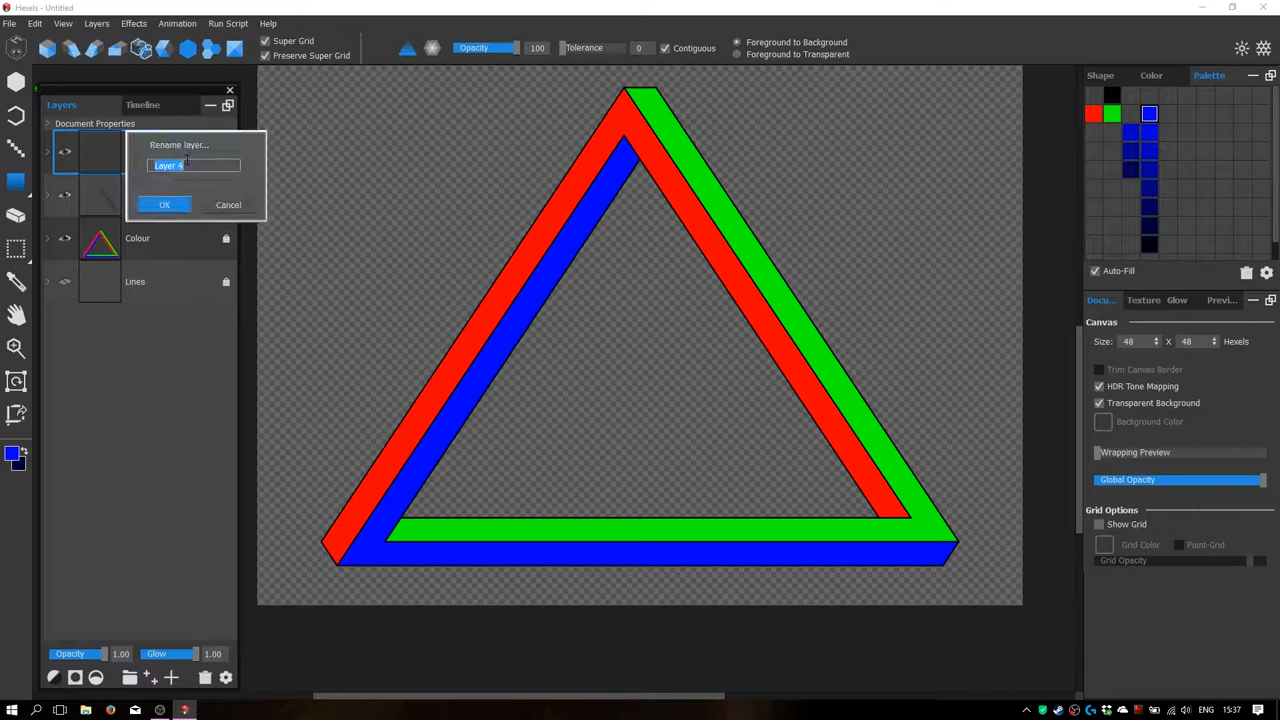 Hexels - Untitled
File Edit View Layers Effects Animation Run Script Help
Super Grid
Preserve Super Grid
Opacity 100
Tolerance 0
Contiguous
Foreground to Background
Foreground to Transparent
Layers Timeline
Document Properties
Rename layer...
Layer 4
OK Cancel
Colour
Lines
Opacity 1.00 Glow 1.00
Shape Color Palette
Auto-Fill
Docu... Texture Glow Previ...
Canvas
Size: 48 X 48 Hexels
Trim Canvas Border
HDR Tone Mapping
Transparent Background
Background Color
Wrapping Preview
Global Opacity
Grid Options
Show Grid
Grid Color Point-Grid
Grid Opacity
ENG 15:37